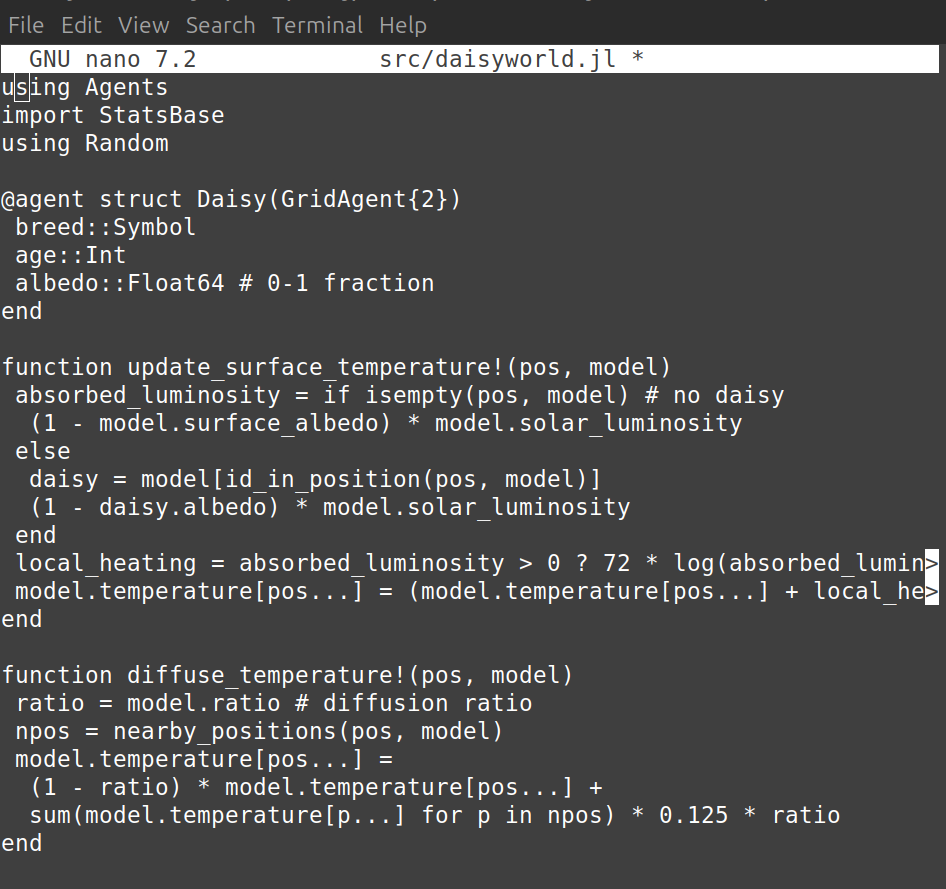 File Edit View Search Terminal Help
GNU nano 7.2 src/daisyworld.jl *
using Agents
import StatsBase
using Random
@agent struct Daisy(GridAgent{2})
breed::Symbol
age::Int
albedo::Float64 # 0-1 fraction
end
function update_surface_temperature!(pos, model)
absorbed_luminosity = if isempty(pos, model) # no daisy
(1 - model.surface_albedo) * model.solar_luminosity
else
daisy = model[id_in_position(pos, model)]
(1 - daisy.albedo) * model.solar_luminosity
end
local_heating = absorbed_luminosity > 0 ? 72 * log(absorbed_lumin>
model.temperature[pos...] = (model.temperature[pos...] + local_he>
end
function diffuse_temperature!(pos, model)
ratio = model.ratio # diffusion ratio
npos = nearby_positions(pos, model)
model.temperature[pos...] =
(1 - ratio) * model.temperature[pos...] +
sum(model.temperature[p...] for p in npos) * 0.125 * ratio
end